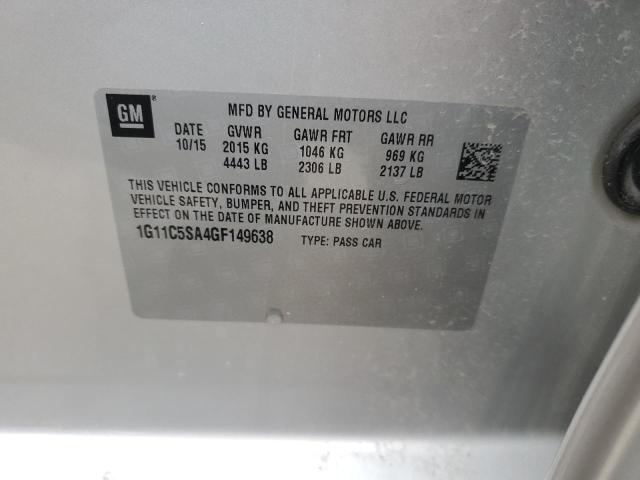 GM ®
MFD BY GENERAL MOTORS LLC
DATE GVWR GAWR FRT GAWR RR
10/15 2015 KG 1046 KG 969 KG
4443 LB 2306 LB 2137 LB
THIS VEHICLE CONFORMS TO ALL APPLICABLE U.S. FEDERAL MOTOR
VEHICLE SAFETY, BUMPER, AND THEFT PREVENTION STANDARDS IN
EFFECT ON THE DATE OF MANUFACTURE SHOWN ABOVE.
1G11C5SA4GF149638 TYPE: PASS CAR